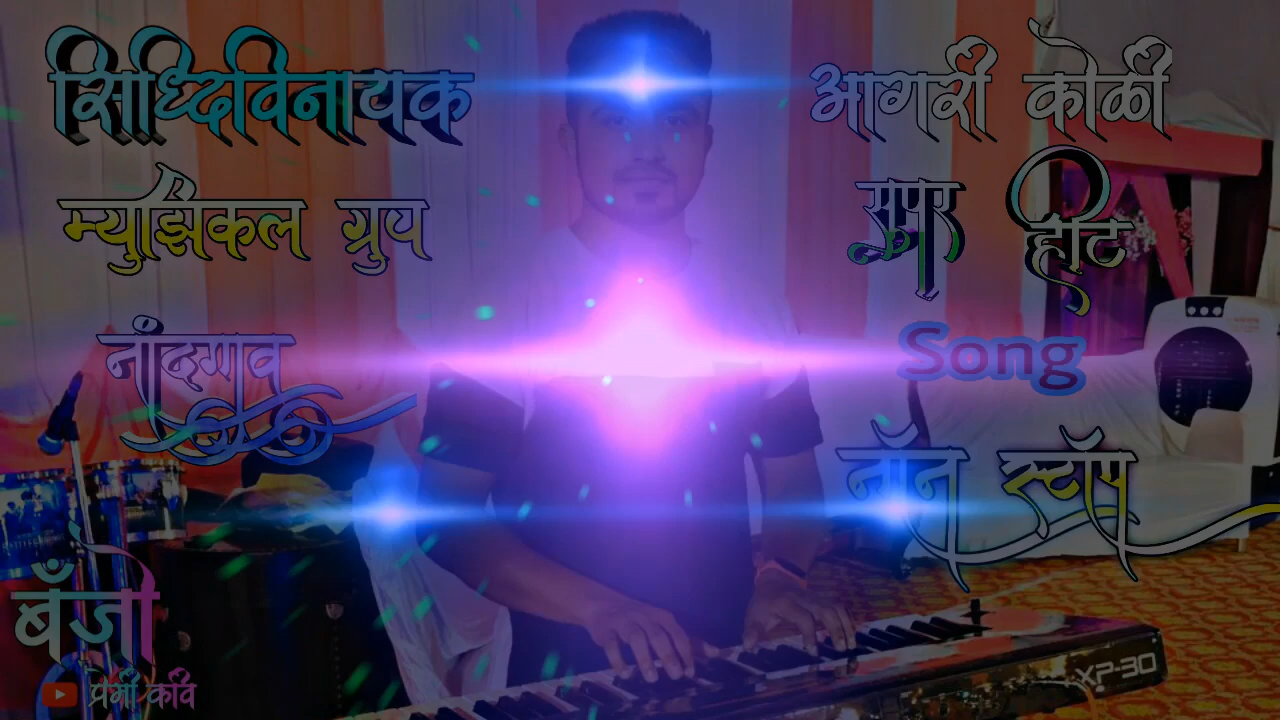 सिध्दिविनायक
म्युझिकल ग्रुप
नांदगाव
आगरी कोळी
सुपर हीट
Song
नॉन स्टॉप
बँजो
प्रेमी कवि
XP-30